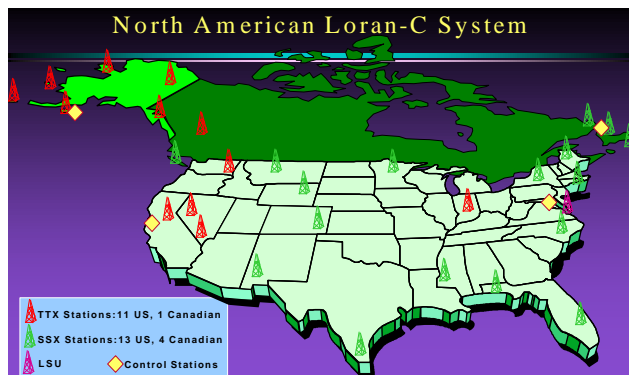 North American Loran-C System
TTX Stations:11 US, 1 Canadian
SSX Stations:13 US, 4 Canadian
LSU
Control Stations